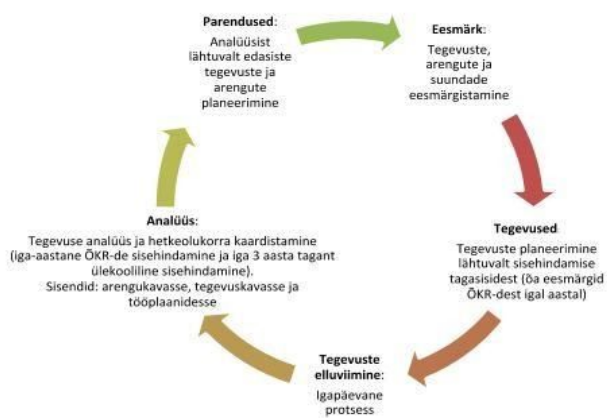 Parendused:
Analüüsist
lähtuvalt edasiste
tegevuste ja
arengute
planeerimine
Eesmärk:
Tegevuste,
arengute ja
suundade
eesmärgistamine
Tegevused
Tegevuste planeerimine
lähtuvalt sisehindamise
tagasisidest (õa eesmärgid
ÕKR-dest igal aastal)
Tegevuste
elluviimine:
Igapäevane
protsess
Analüüs:
Tegevuse analüüs ja hetkeolukorra kaardistamine
(iga-aastane ÕKR-de sisehindamine ja iga 3 aasta tagant
ülekooliline sisehindamine).
Sisendid: arengukavasse, tegevuskavasse ja
tööplaanidesse